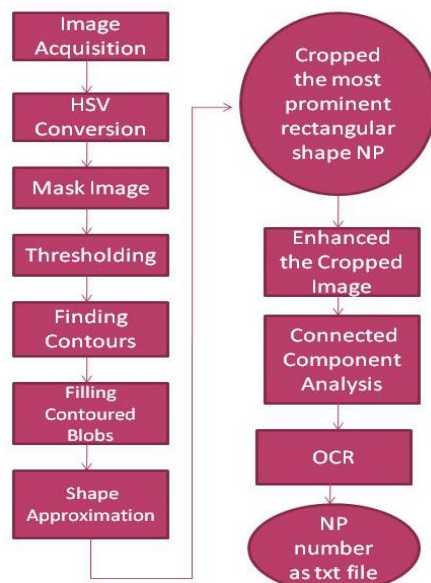 Image
Acquisition
HSV
Conversion
Mask Image
Thresholding
Finding
Contours
Filling
Contoured
Blobs
Shape
Approximation
Cropped
the most
prominent
rectangular
shape NP
Enhanced
the Cropped
Image
Connected
Component
Analysis
OCR
NP
number
as txt file